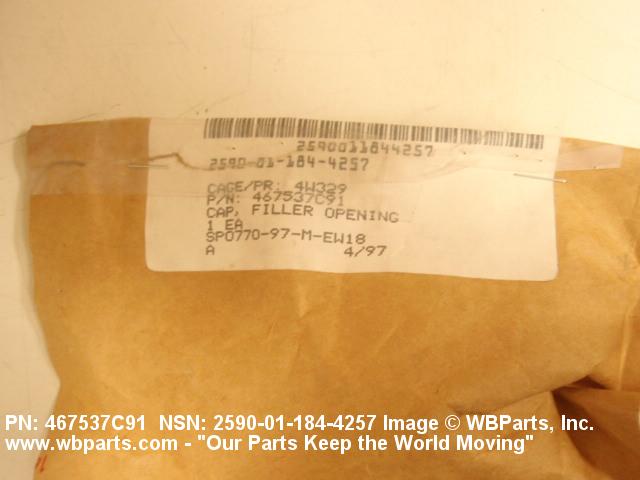 2590011844257
2590-01-184-4257
CAGE/PR: 4W329
P/N: 467537C91
CAP, FILLER OPENING
1 EA
SP0770-97-M-EW18
A 4/97
PN: 467537C91 NSN: 2590-01-184-4257 Image © WBParts, Inc.
www.wbparts.com - "Our Parts Keep the World Moving"